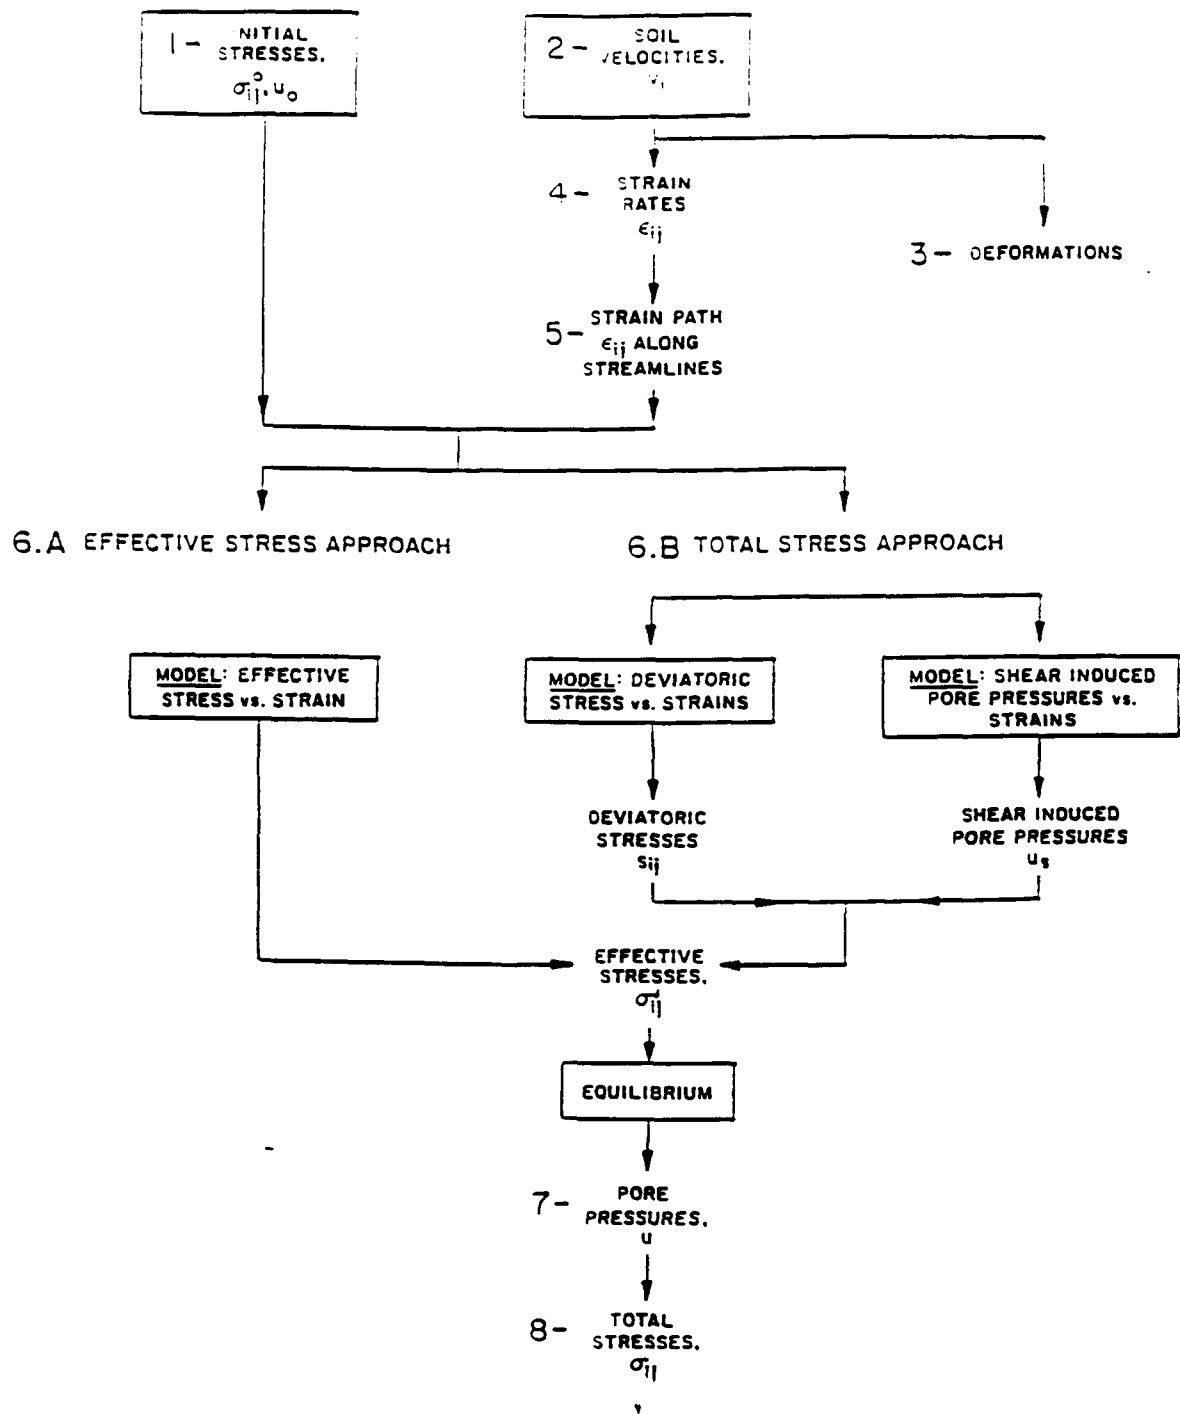 1- INITIAL
STRESSES,
σ°ij, uo
2- SOIL
VELOCITIES,
vi
4- STRAIN
RATES
ϵij
3- DEFORMATIONS
5- STRAIN PATH
ϵij ALONG
STREAMLINES
6.A EFFECTIVE STRESS APPROACH
6.B TOTAL STRESS APPROACH
MODEL: EFFECTIVE
STRESS vs. STRAIN
MODEL: DEVIATORIC
STRESS vs. STRAINS
MODEL: SHEAR INDUCED
PORE PRESSURES vs.
STRAINS
DEVIATORIC
STRESSES
sij
SHEAR INDUCED
PORE PRESSURES
us
EFFECTIVE
STRESSES,
σ'ij
EQUILIBRIUM
7- PORE
PRESSURES,
u
8- TOTAL
STRESSES,
σij